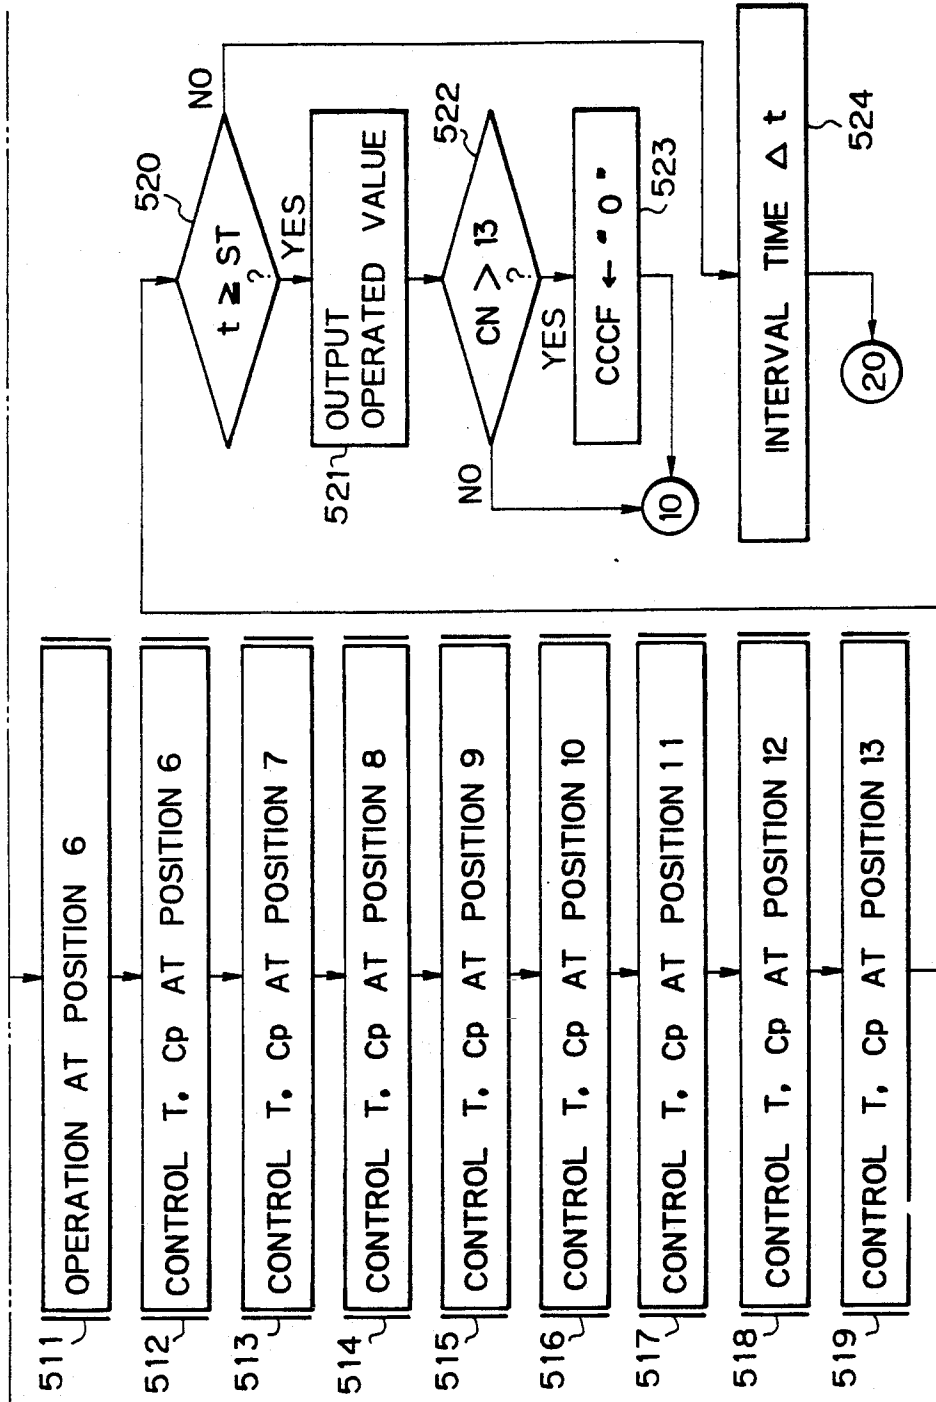 511 OPERATION AT POSITION 6
512 CONTROL T, Cp AT POSITION 6
513 CONTROL T, Cp AT POSITION 7
514 CONTROL T, Cp AT POSITION 8
515 CONTROL T, Cp AT POSITION 9
516 CONTROL T, Cp AT POSITION 10
517 CONTROL T, Cp AT POSITION 11
518 CONTROL T, Cp AT POSITION 12
519 CONTROL T, Cp AT POSITION 13
520
t ≥ ST
?
NO
YES
521 OUTPUT
OPERATED VALUE
522
CN > 13
?
NO
YES
CCCF ← "0"
523
10
INTERVAL TIME Δ t
524
20